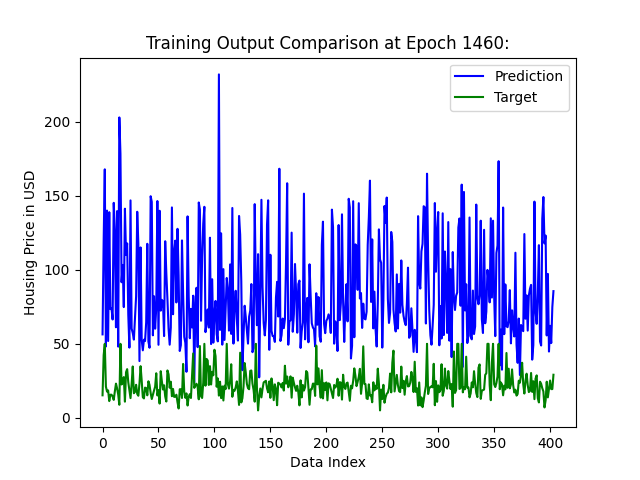 Training Output Comparison at Epoch 1460:
Prediction
Target
Housing Price in USD
200
150
100
50
0
0
50
100
150
200
250
300
350
400
Data Index